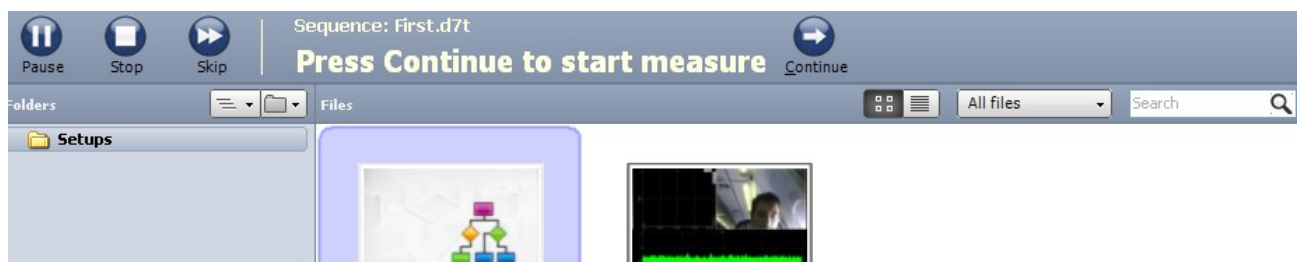 Sequence: First.d7t
Press Continue to start measure
Pause Stop Skip Continue
Folders Files All files Search
Setups